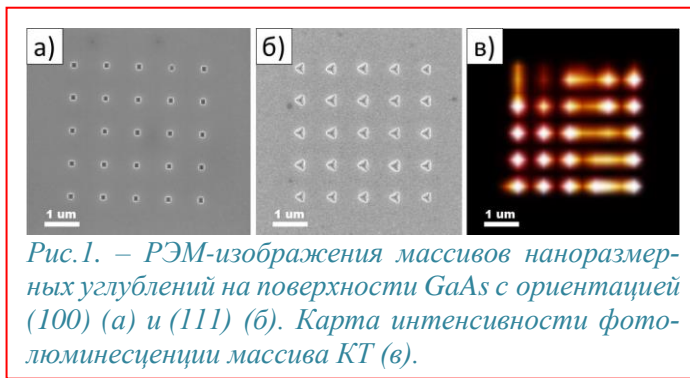 а)
б)
в)
1 um
1 um
1 um
Рис.1. – РЭМ-изображения массивов наноразмер-
ных углублений на поверхности GaAs с ориентацией
(100) (а) и (111) (б). Карта интенсивности фото-
люминесценции массива КТ (в).